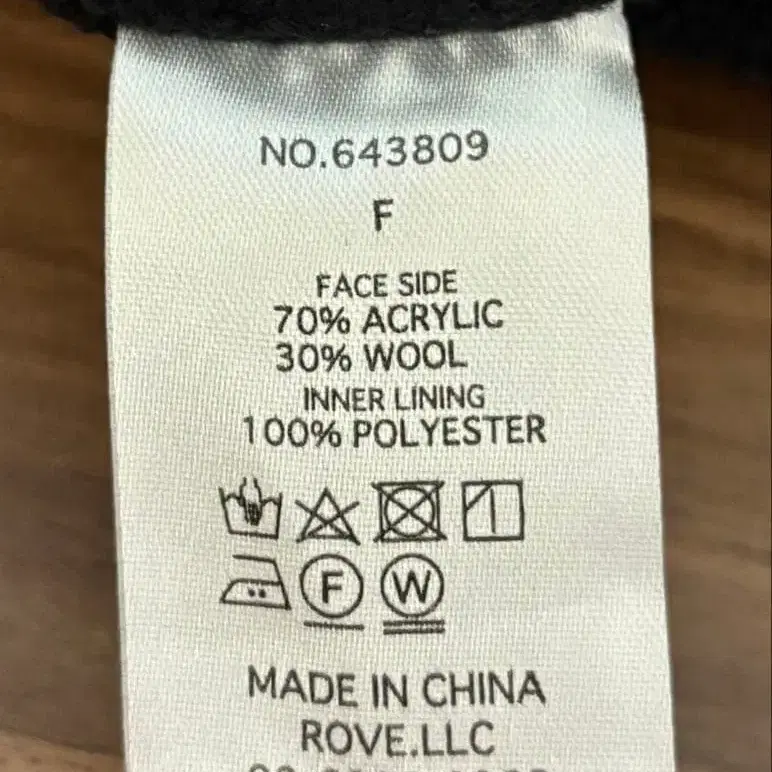 NO.643809
F
FACE SIDE
70% ACRYLIC
30% WOOL
INNER LINING
100% POLYESTER
F W
MADE IN CHINA
ROVE.LLC